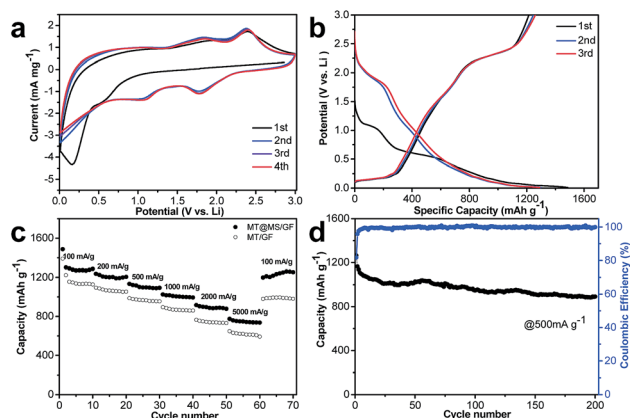 a
2
1
0
-1
-2
-3
-4
-5
Current (mA mg⁻¹)
0.0 0.5 1.0 1.5 2.0 2.5 3.0
Potential (V vs. Li)
1st
2nd
3rd
4th
b
3.0
2.5
2.0
1.5
1.0
0.5
0.0
Potential (V vs. Li)
0 400 800 1200 1600
Specific Capacity (mAh g⁻¹)
1st
2nd
3rd
c
1600
1200
800
400
0
Capacity (mAh g⁻¹)
0 10 20 30 40 50 60 70
Cycle number
MT@MS/GF
MT/GF
100 mA/g
200 mA/g
500 mA/g
1000 mA/g
2000 mA/g
5000 mA/g
100 mA/g
d
1600
1200
800
400
0
Capacity (mAh g⁻¹)
0 50 100 150 200
Cycle number
@500mA g⁻¹
100
80
60
40
20
0
Coulombic Efficiency (%)